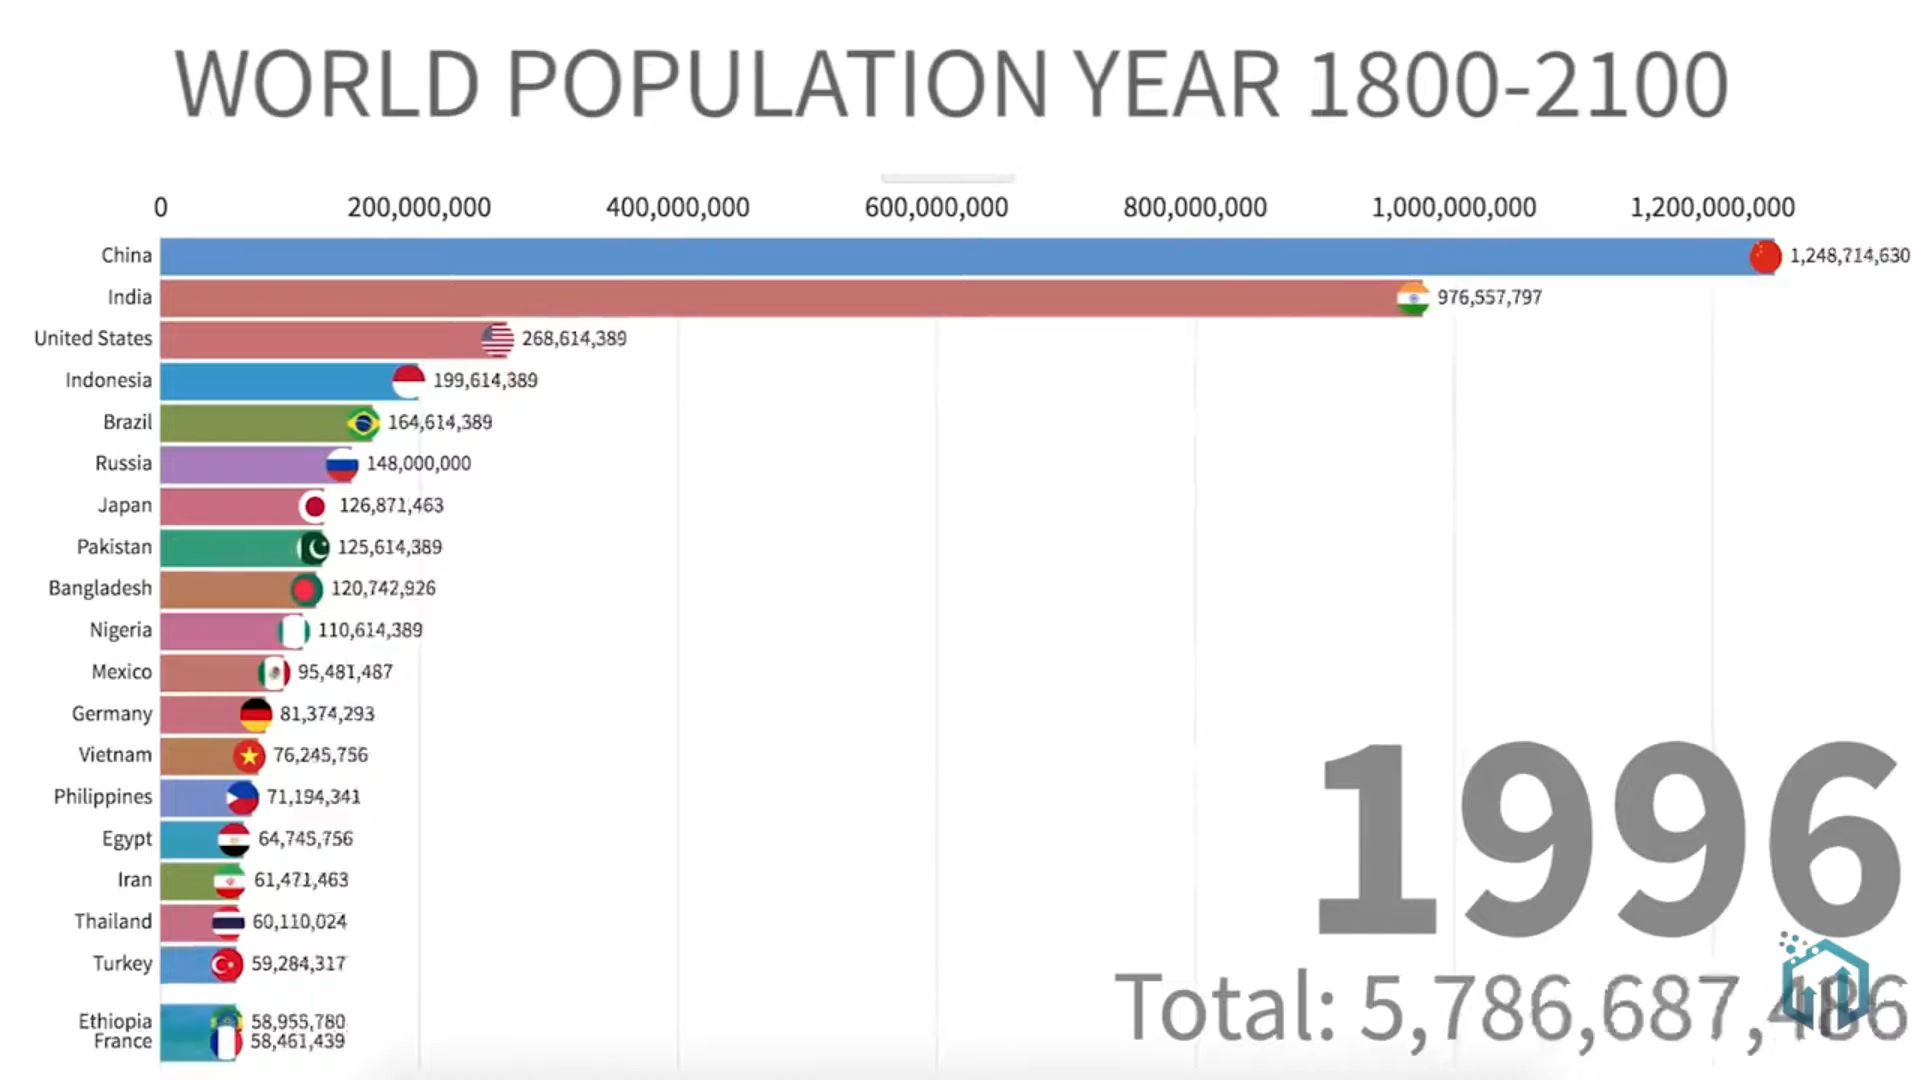 WORLD POPULATION YEAR 1800-2100
0 200,000,000 400,000,000 600,000,000 800,000,000 1,000,000,000 1,200,000,000
China 1,248,714,630
India 976,557,797
United States 268,614,389
Indonesia 199,614,389
Brazil 164,614,389
Russia 148,000,000
Japan 126,871,463
Pakistan 125,614,389
Bangladesh 120,742,926
Nigeria 110,614,389
Mexico 95,481,487
Germany 81,374,293
Vietnam 76,245,756
Philippines 71,194,341
Egypt 64,745,756
Iran 61,471,463
Thailand 60,110,024
Turkey 59,284,317
Ethiopia 58,955,780
France 58,461,439
1996
Total: 5,786,687,486